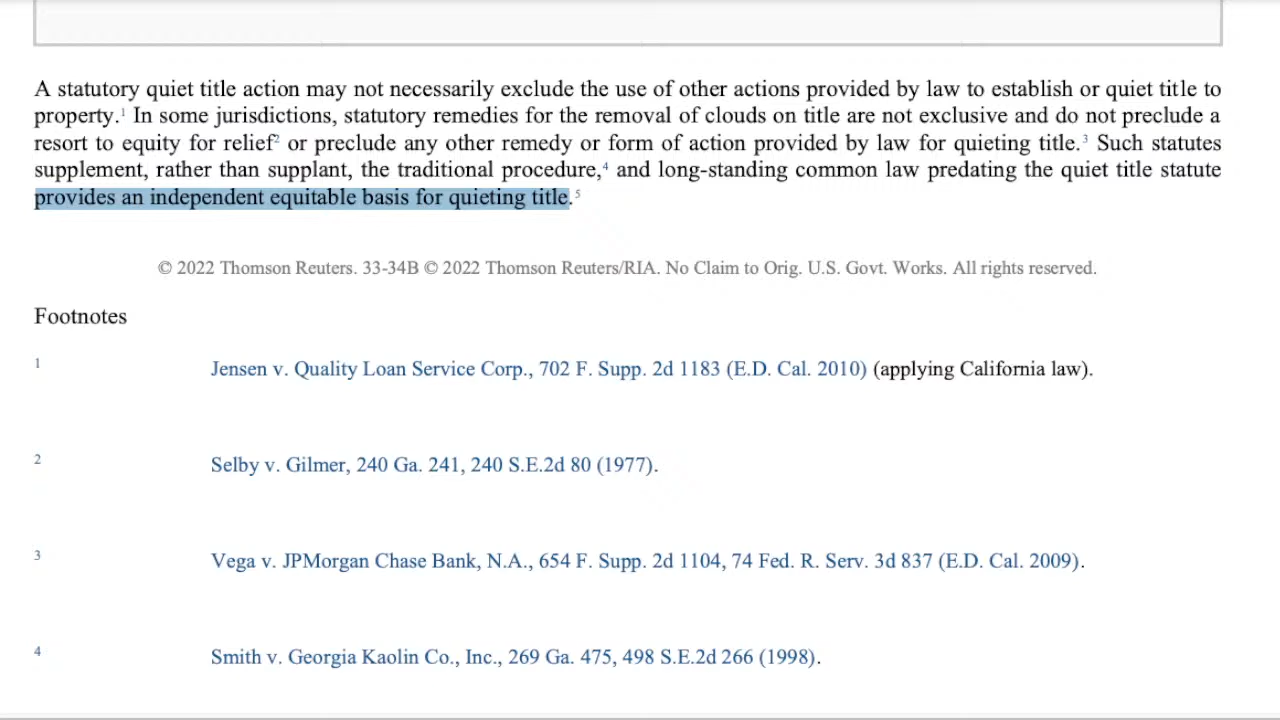 A statutory quiet title action may not necessarily exclude the use of other actions provided by law to establish or quiet title to
property.1 In some jurisdictions, statutory remedies for the removal of clouds on title are not exclusive and do not preclude a
resort to equity for relief2 or preclude any other remedy or form of action provided by law for quieting title.3 Such statutes
supplement, rather than supplant, the traditional procedure,4 and long-standing common law predating the quiet title statute
provides an independent equitable basis for quieting title.5
© 2022 Thomson Reuters. 33-34B © 2022 Thomson Reuters/RIA. No Claim to Orig. U.S. Govt. Works. All rights reserved.
Footnotes
1 Jensen v. Quality Loan Service Corp., 702 F. Supp. 2d 1183 (E.D. Cal. 2010) (applying California law).
2 Selby v. Gilmer, 240 Ga. 241, 240 S.E.2d 80 (1977).
3 Vega v. JPMorgan Chase Bank, N.A., 654 F. Supp. 2d 1104, 74 Fed. R. Serv. 3d 837 (E.D. Cal. 2009).
4 Smith v. Georgia Kaolin Co., Inc., 269 Ga. 475, 498 S.E.2d 266 (1998).